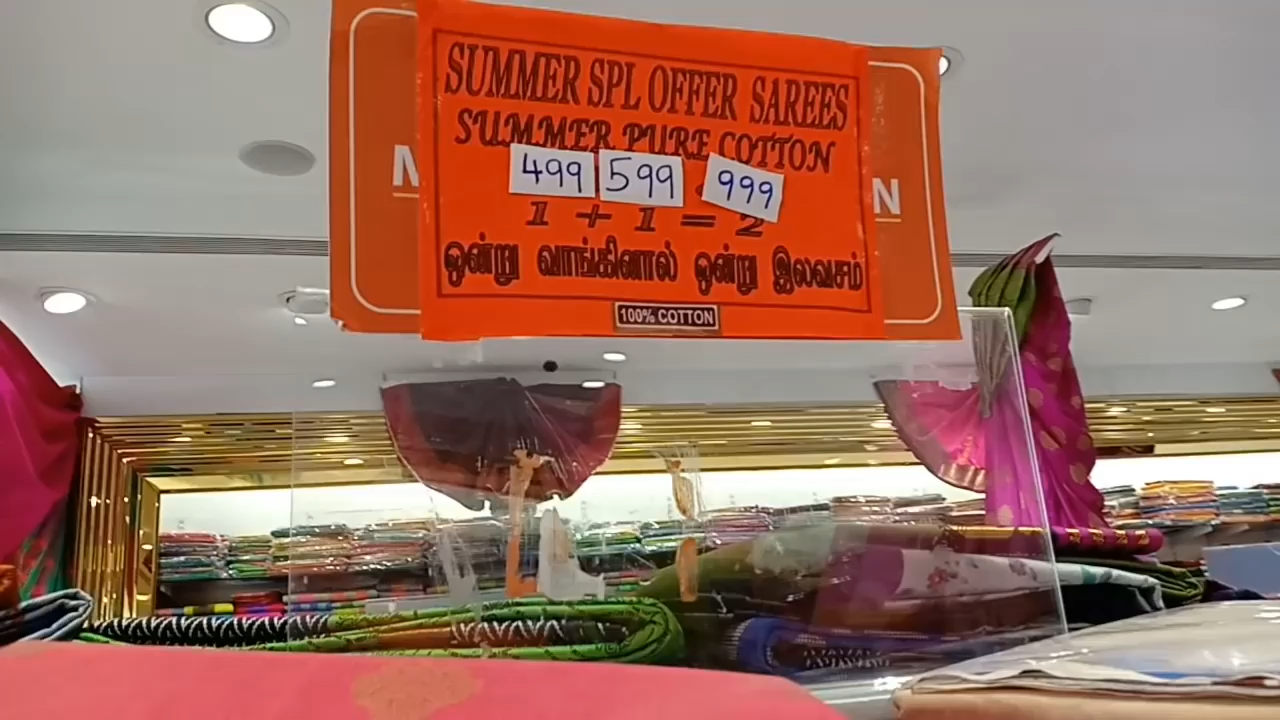 SUMMER SPL OFFER SAREES
SUMMER PURE COTTON
499 599 999
1 + 1 = 2
ஒன்று வாங்கினால் ஒன்று இலவசம்
100% COTTON